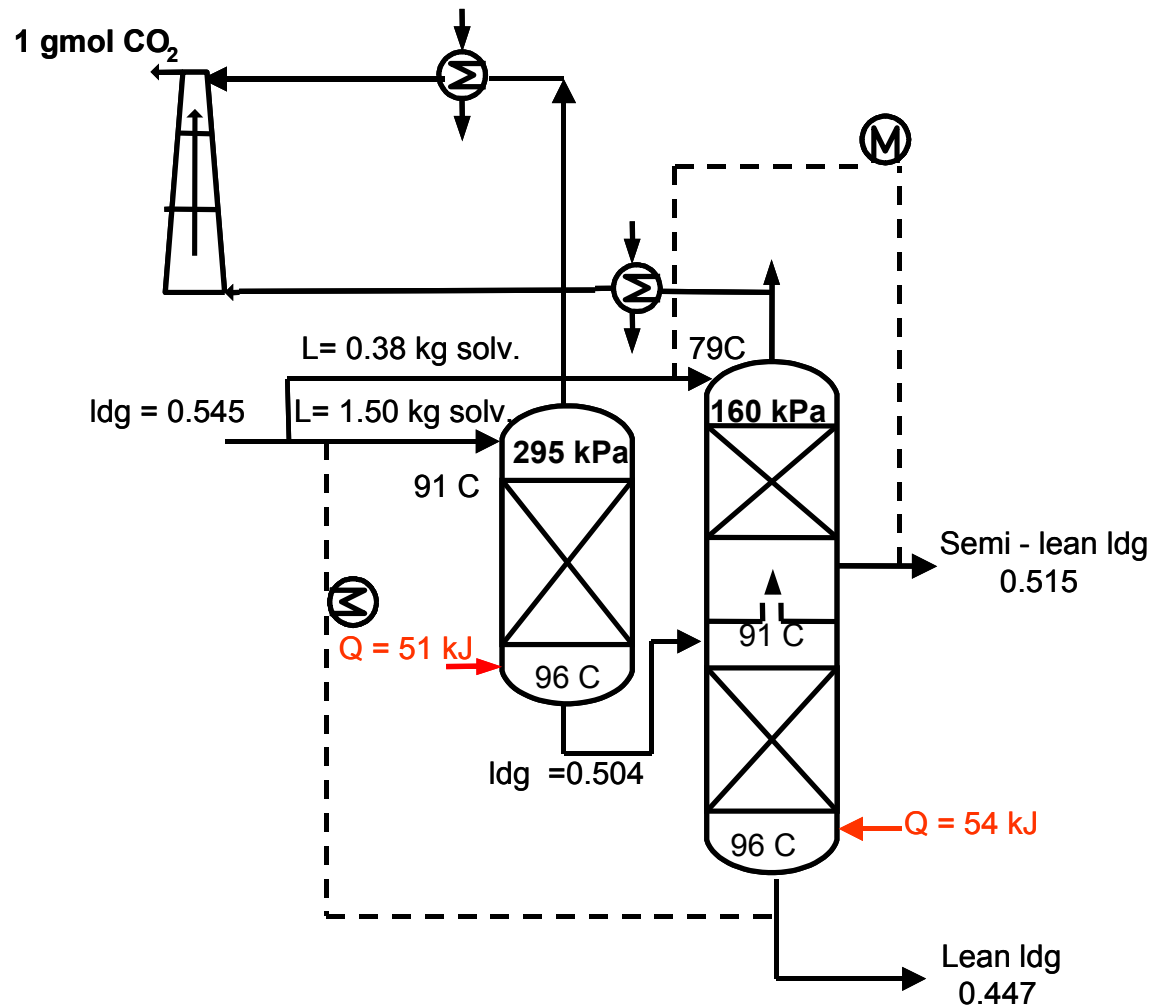 1 gmol CO2
M
L= 0.38 kg solv.
79C
ldg = 0.545
L= 1.50 kg solv.
160 kPa
295 kPa
91 C
Semi - lean ldg
0.515
91 C
Q = 51 kJ
96 C
ldg =0.504
Q = 54 kJ
96 C
Lean ldg
0.447